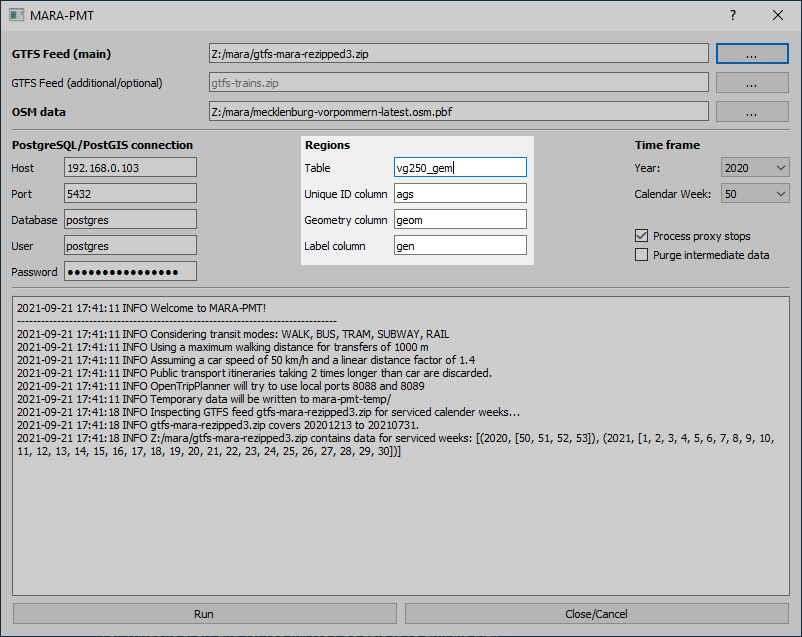 MARA-PMT
?
GTFS Feed (main)
Z:/mara/gtfs-mara-rezipped3.zip
...
GTFS Feed (additional/optional)
gtfs-trains.zip
...
OSM data
Z:/mara/mecklenburg-vorpommern-latest.osm.pbf
...
PostgreSQL/PostGIS connection
Host
192.168.0.103
Port
5432
Database
postgres
User
postgres
Password
●●●●●●●●●●●●●●●●
Regions
Table
vg250_gem
Unique ID column
ags
Geometry column
geom
Label column
gen
Time frame
Year:
2020
Calendar Week:
50
Process proxy stops
Purge intermediate data
2021-09-21 17:41:11 INFO Welcome to MARA-PMT!
--------------------------------------------------------------------------------
2021-09-21 17:41:11 INFO Considering transit modes: WALK, BUS, TRAM, SUBWAY, RAIL
2021-09-21 17:41:11 INFO Using a maximum walking distance for transfers of 1000 m
2021-09-21 17:41:11 INFO Assuming a car speed of 50 km/h and a linear distance factor of 1.4
2021-09-21 17:41:11 INFO Public transport itineraries taking 2 times longer than car are discarded.
2021-09-21 17:41:11 INFO OpenTripPlanner will try to use local ports 8088 and 8089
2021-09-21 17:41:11 INFO Temporary data will be written to mara-pmt-temp/
2021-09-21 17:41:18 INFO Inspecting GTFS feed gtfs-mara-rezipped3.zip for serviced calender weeks...
2021-09-21 17:41:18 INFO gtfs-mara-rezipped3.zip covers 20201213 to 20210731.
2021-09-21 17:41:18 INFO Z:/mara/gtfs-mara-rezipped3.zip contains data for serviced weeks: [(2020, [50, 51, 52, 53]), (2021, [1, 2, 3, 4, 5, 6, 7, 8, 9, 10,
11, 12, 13, 14, 15, 16, 17, 18, 19, 20, 21, 22, 23, 24, 25, 26, 27, 28, 29, 30])]
Run
Close/Cancel